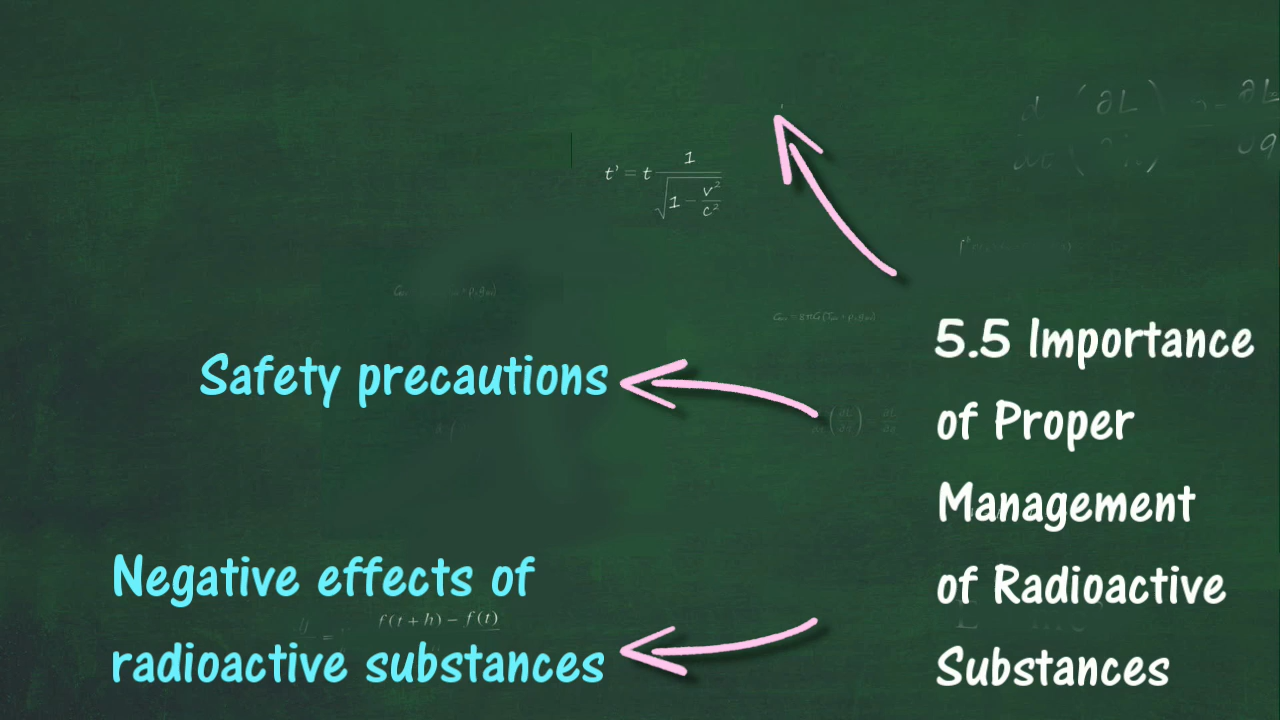 t' = t 1 / √(1 - v²/c²)
Safety precautions
Negative effects of
radioactive substances
f(t + h) – f(t)
=
5.5 Importance
of Proper
Management
of Radioactive
Substances